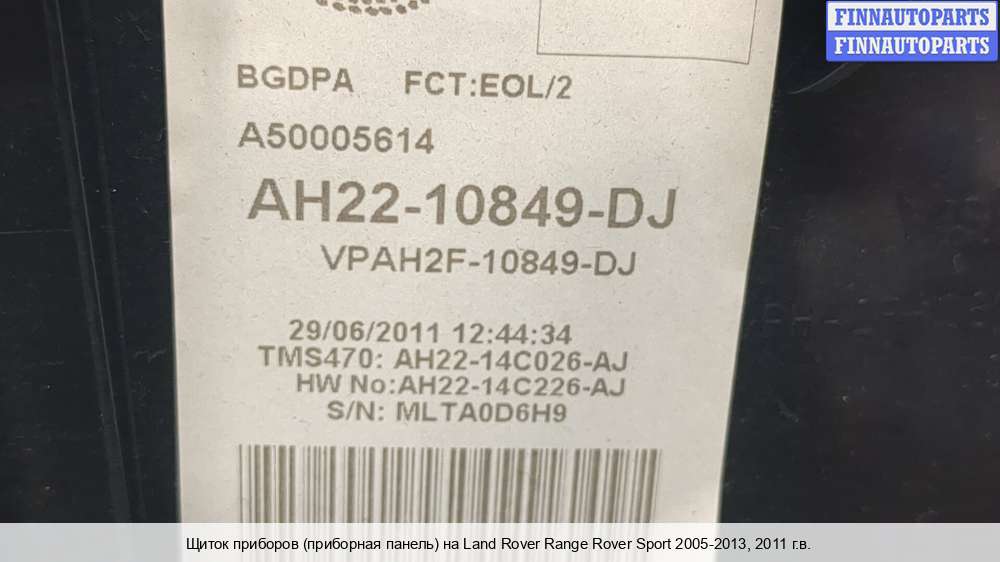 FINNAUTOPARTS
FINNAUTOPARTS
BGDPA FCT:EOL/2
A50005614
AH22-10849-DJ
VPAH2F-10849-DJ
29/06/2011 12:44:34
TMS470: AH22-14C026-AJ
HW No:AH22-14C226-AJ
S/N: MLTA0D6H9
Щиток приборов (приборная панель) на Land Rover Range Rover Sport 2005-2013, 2011 г.в.